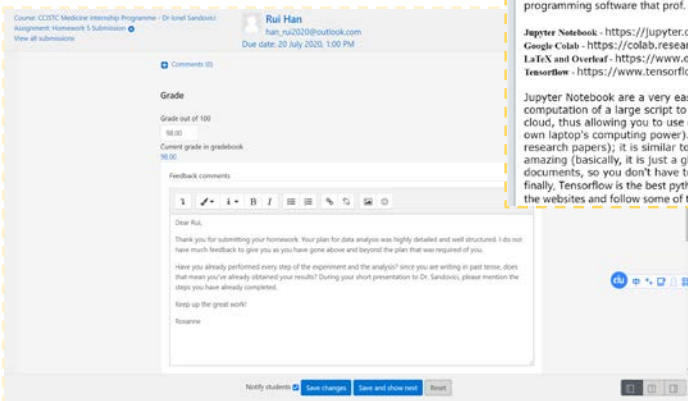 Course: CCISTC Medicine Internship Programme - Dr Ionel Sandovici
Assignment: Homework 5 Submission
View all submissions
Rui Han
han_rui2020@outlook.com
Due date: 20 July 2020, 1:00 PM
Comments (0)
Grade
Grade out of 100
98.00
Current grade in gradebook
98.00
Feedback comments
B I
Dear Rui,
Thank you for submitting your homework. Your plan for data analysis was highly detailed and well structured. I do not
have much feedback to give you as you have gone above and beyond the plan that was required of you.
Have you already performed every step of the experiment and the analysis? since you are writing in past tense, does
that mean you've already obtained your results? During your short presentation to Dr. Sandovici, please mention the
steps you have already completed.
Keep up the great work!
Roxanne
Notify students Save changes Save and show next Reset
programming software that prof.
Jupyter Notebook - https://jupyter.o
Google Colab - https://colab.resear
LaTeX and Overleaf - https://www.o
Tensorflow - https://www.tensorflo
Jupyter Notebook are a very eas
computation of a large script to
cloud, thus allowing you to use
own laptop's computing power).
research papers); it is similar to
amazing (basically, it is just a g
documents, so you don't have t
finally, Tensorflow is the best pyth
the websites and follow some of t